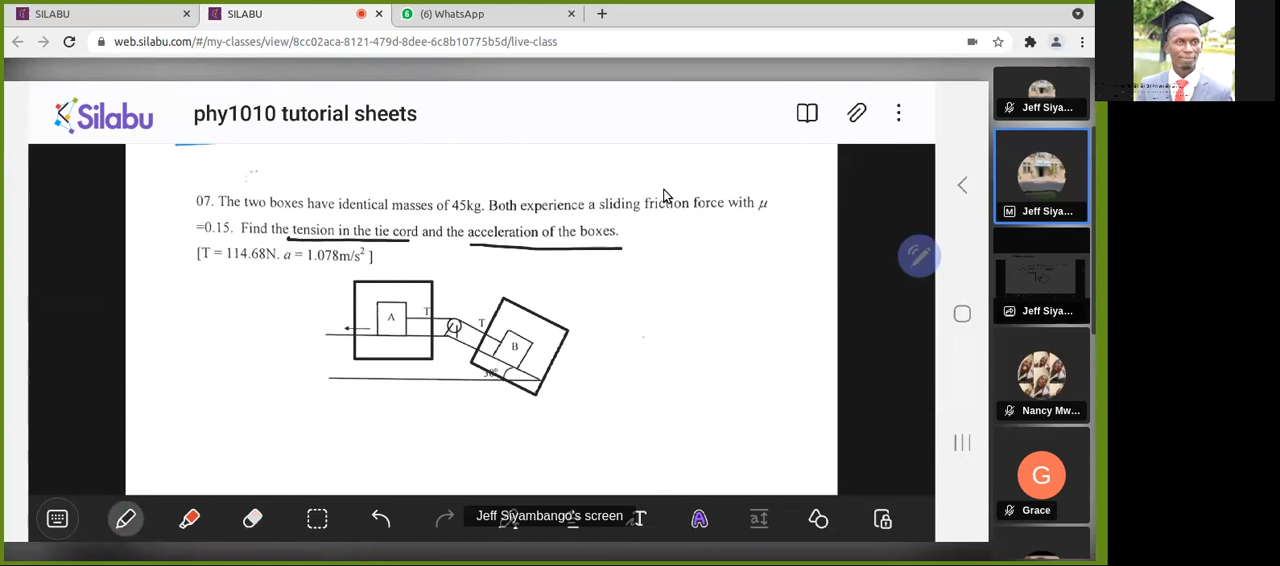 SILABU
SILABU
(6) WhatsApp
web.silabu.com/#/my-classes/view/8cc02aca-8121-479d-8dee-6c8b10775b5d/live-class
Silabu
phy1010 tutorial sheets
07. The two boxes have identical masses of 45kg. Both experience a sliding friction force with μ
=0.15. Find the tension in the tie cord and the acceleration of the boxes.
[T = 114.68N. a = 1.078m/s² ]
A
T
T
B
30⁰
Jeff Siya...
Jeff Siya...
Jeff Siya...
Nancy Mw...
G
Grace
Jeff Siyambango's screen
T
A
aI